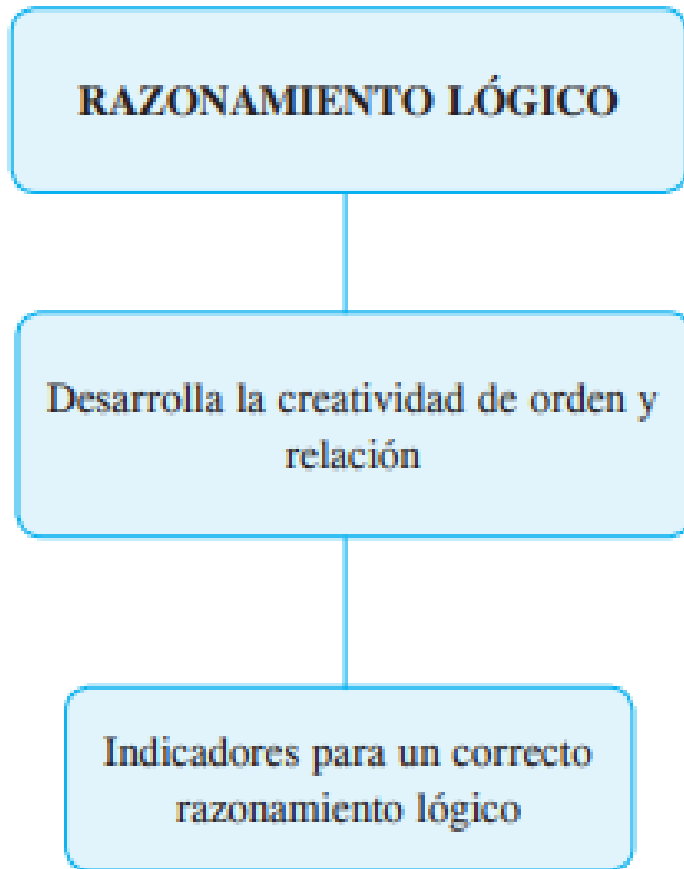 RAZONAMIENTO LÓGICO
Desarrolla la creatividad de orden y
relación
Indicadores para un correcto
razonamiento lógico